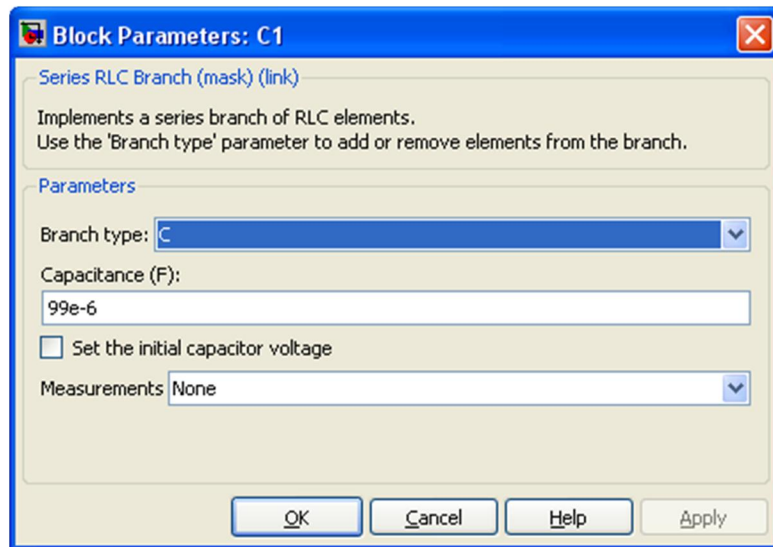 Block Parameters: C1
Series RLC Branch (mask) (link)
Implements a series branch of RLC elements.
Use the 'Branch type' parameter to add or remove elements from the branch.
Parameters
Branch type: C
Capacitance (F):
99e-6
Set the initial capacitor voltage
Measurements None
OK Cancel Help Apply